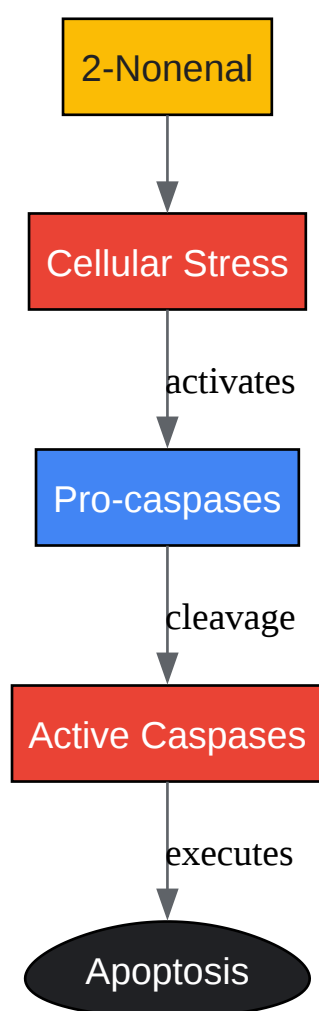 2-Nonenal
Cellular Stress
activates
Pro-caspases
cleavage
Active Caspases
executes
Apoptosis